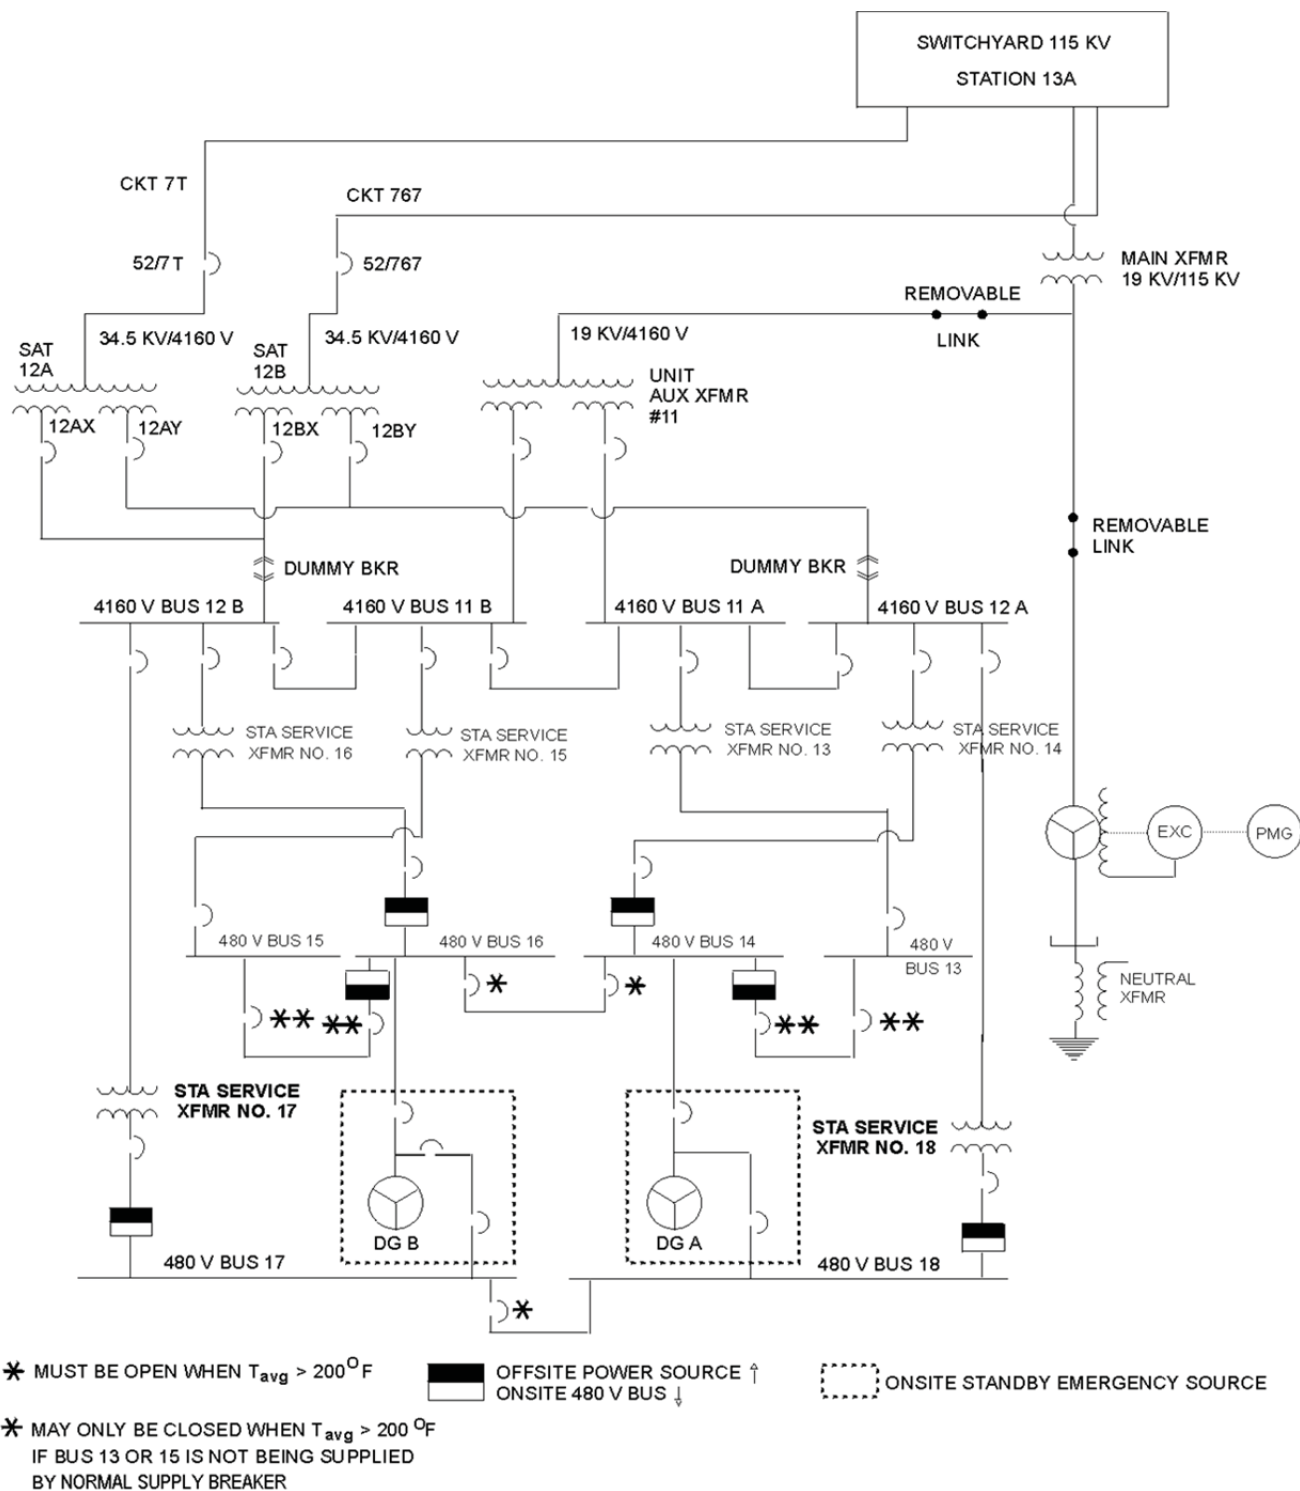 SWITCHYARD 115 KV
STATION 13A
CKT 7T
CKT 767
52/7T
52/767
MAIN XFMR
19 KV/115 KV
REMOVABLE
LINK
SAT
12A
34.5 KV/4160 V
SAT
12B
34.5 KV/4160 V
19 KV/4160 V
UNIT
AUX XFMR
#11
12AX
12AY
12BX
12BY
REMOVABLE
LINK
DUMMY BKR
DUMMY BKR
4160 V BUS 12 B
4160 V BUS 11 B
4160 V BUS 11 A
4160 V BUS 12 A
STA SERVICE
XFMR NO. 16
STA SERVICE
XFMR NO. 15
STA SERVICE
XFMR NO. 13
STA SERVICE
XFMR NO. 14
EXC
PMG
480 V BUS 15
480 V BUS 16
480 V BUS 14
480 V
BUS 13
*
*
**
**
**
**
NEUTRAL
XFMR
STA SERVICE
XFMR NO. 17
STA SERVICE
XFMR NO. 18
DG B
DG A
480 V BUS 17
480 V BUS 18
*
* MUST BE OPEN WHEN Tavg > 200°F
OFFSITE POWER SOURCE ↑
ONSITE 480 V BUS ↓
ONSITE STANDBY EMERGENCY SOURCE
* MAY ONLY BE CLOSED WHEN Tavg > 200 °F
IF BUS 13 OR 15 IS NOT BEING SUPPLIED
BY NORMAL SUPPLY BREAKER